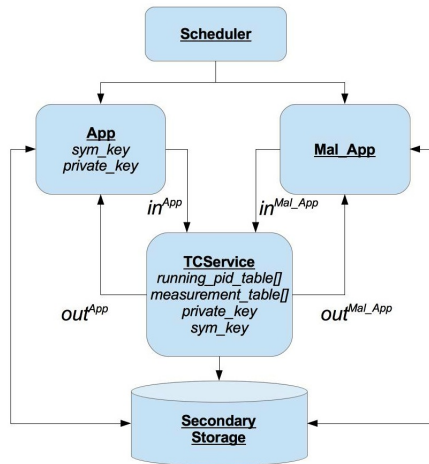 Scheduler
App
sym_key
private_key
Mal_App
in^App
in^Mal_App
TCService
running_pid_table[]
measurement_table[]
private_key
sym_key
out^App
out^Mal_App
Secondary
Storage